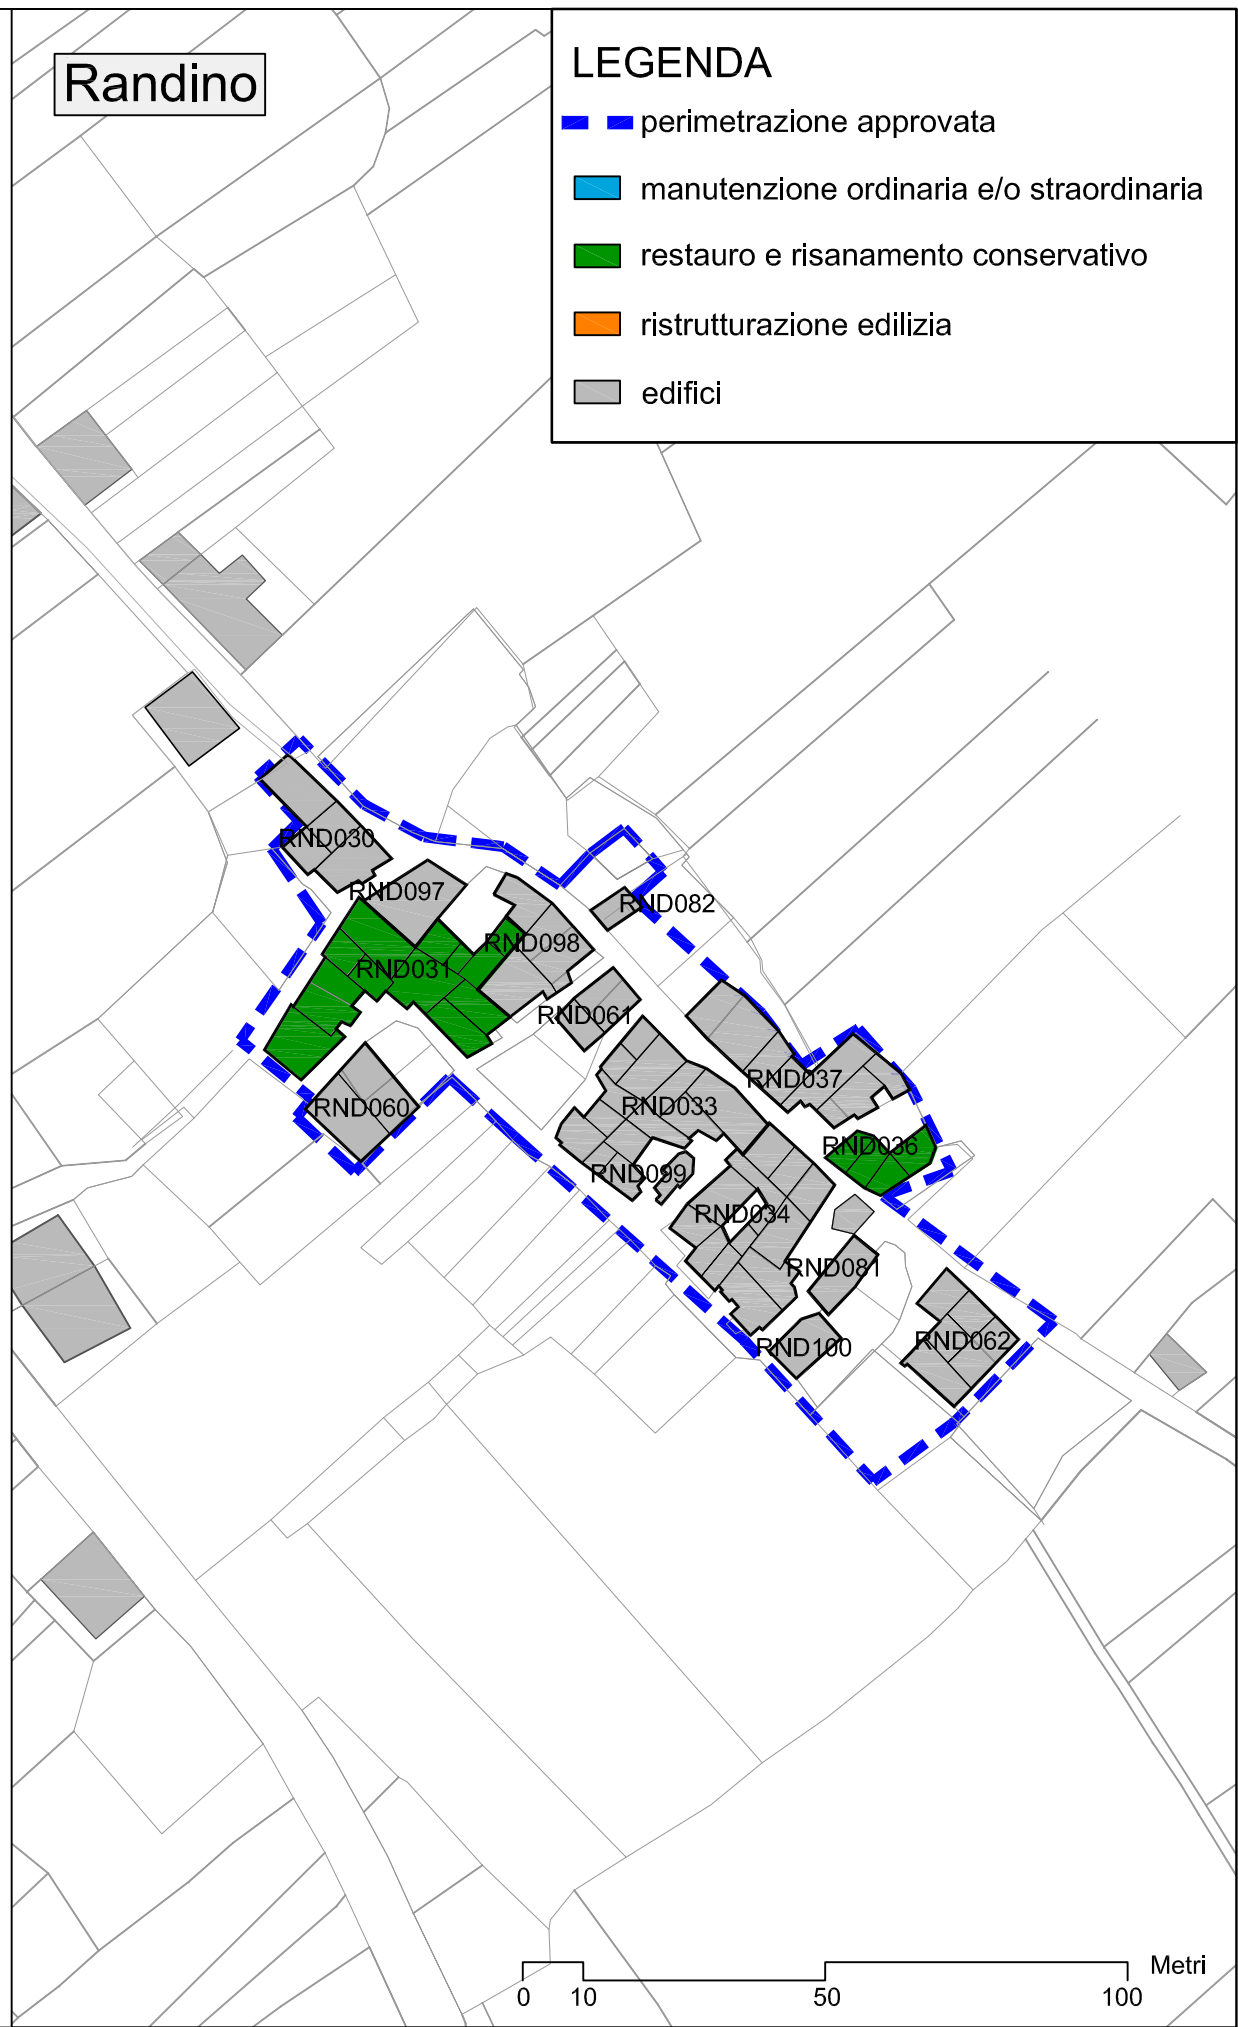 Randino
LEGENDA
perimetrazione approvata
manutenzione ordinaria e/o straordinaria
restauro e risanamento conservativo
ristrutturazione edilizia
edifici
RND030
RND097
RND082
RND098
RND031
RND061
RND037
RND060
RND033
RND036
RND099
RND034
RND081
RND100
RND062
Metri
0 10 50 100